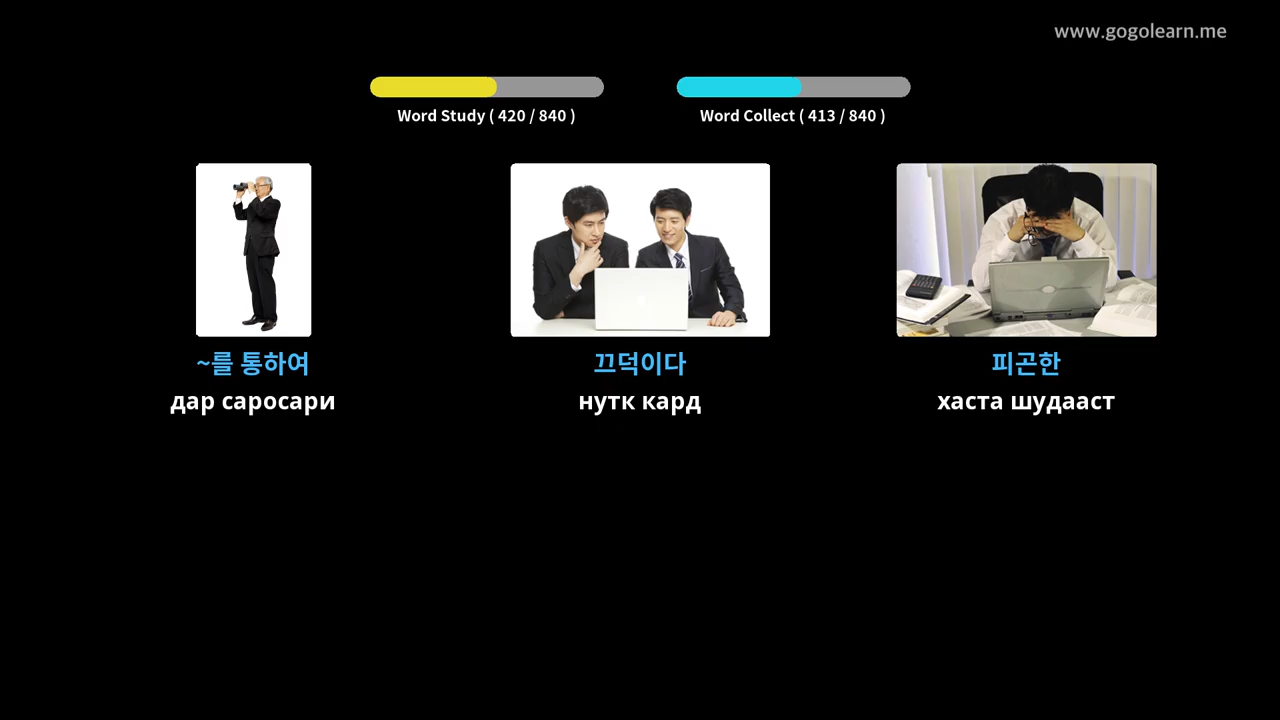 www.gogolearn.me
Word Study ( 420 / 840 )
Word Collect ( 413 / 840 )
~를 통하여
дар саросари
끄덕이다
нутк кард
피곤한
хаста шудааст